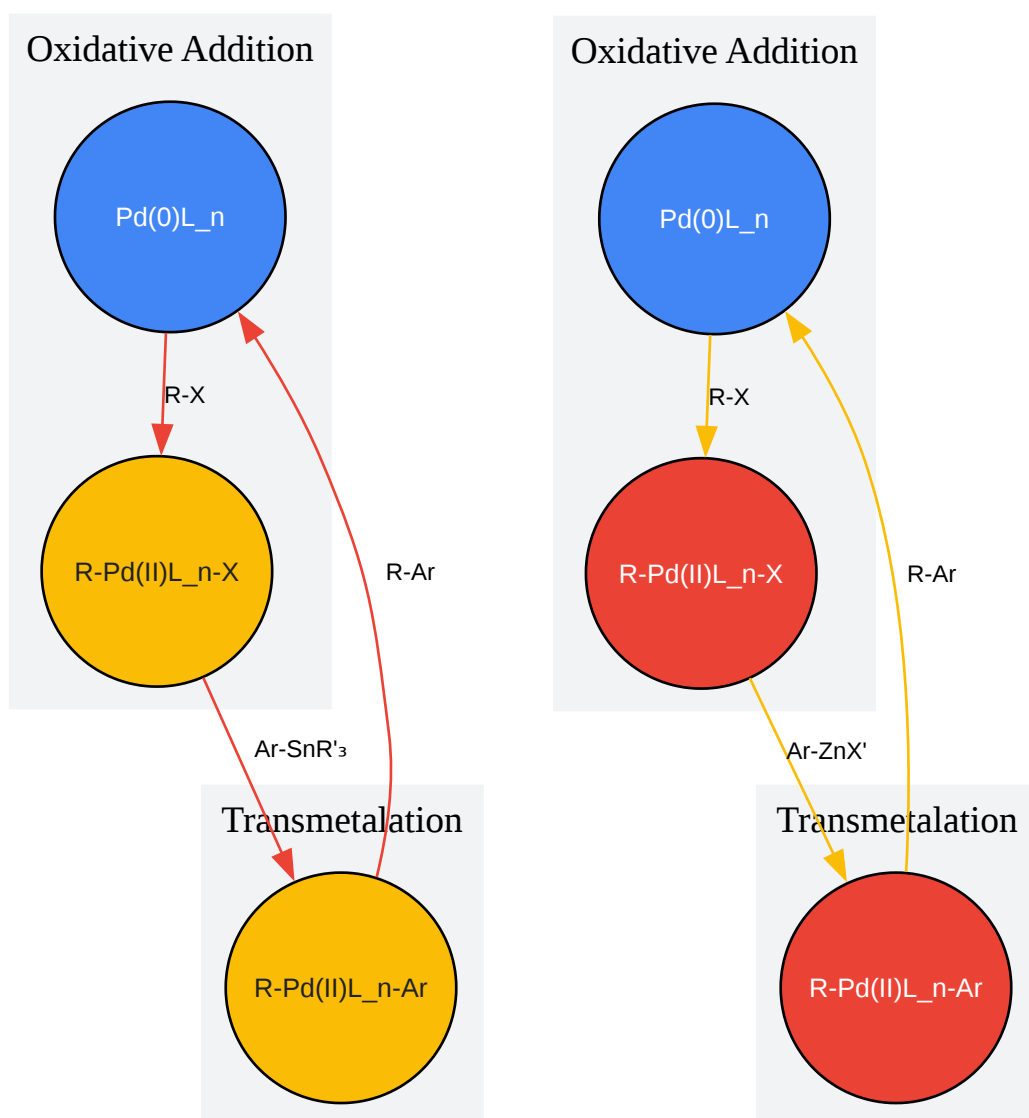 Oxidative Addition
Pd(0)L_n
R-X
R-Pd(II)L_n-X
R-Ar
Ar-SnR'₃
Transmetalation
R-Pd(II)L_n-Ar
Oxidative Addition
Pd(0)L_n
R-X
R-Pd(II)L_n-X
R-Ar
Ar-ZnX'
Transmetalation
R-Pd(II)L_n-Ar